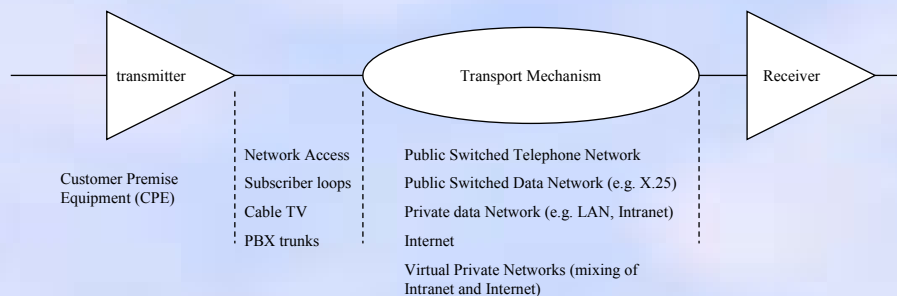 transmitter
Transport Mechanism
Receiver
Customer Premise
Equipment (CPE)
Network Access
Subscriber loops
Cable TV
PBX trunks
Public Switched Telephone Network
Public Switched Data Network (e.g. X.25)
Private data Network (e.g. LAN, Intranet)
Internet
Virtual Private Networks (mixing of
Intranet and Internet)